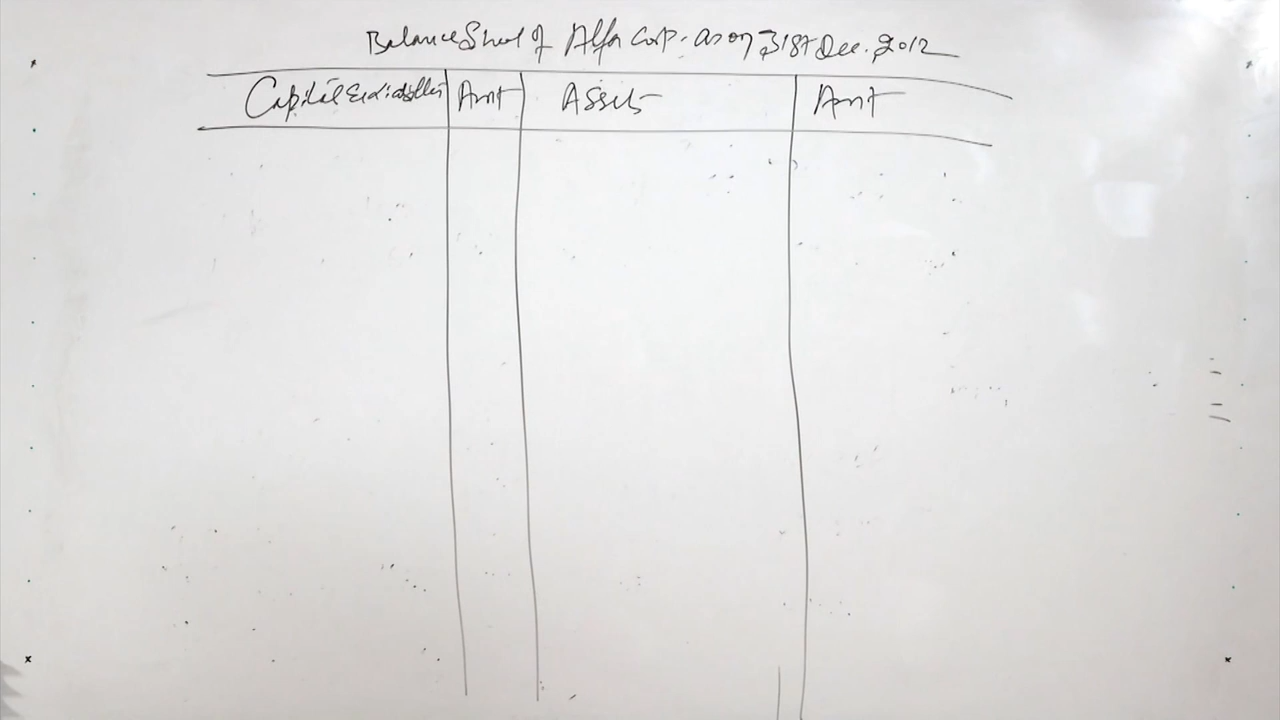 Balance Sheet of Alfa Corp. as on 31st Dec. 2012
Capital & Liabilities Amt Assets Amt